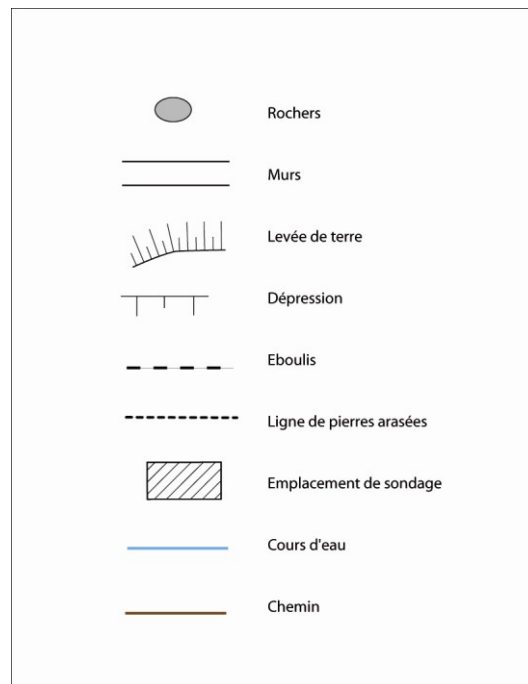 Rochers
Murs
Levée de terre
Dépression
Eboulis
Ligne de pierres arasées
Emplacement de sondage
Cours d'eau
Chemin